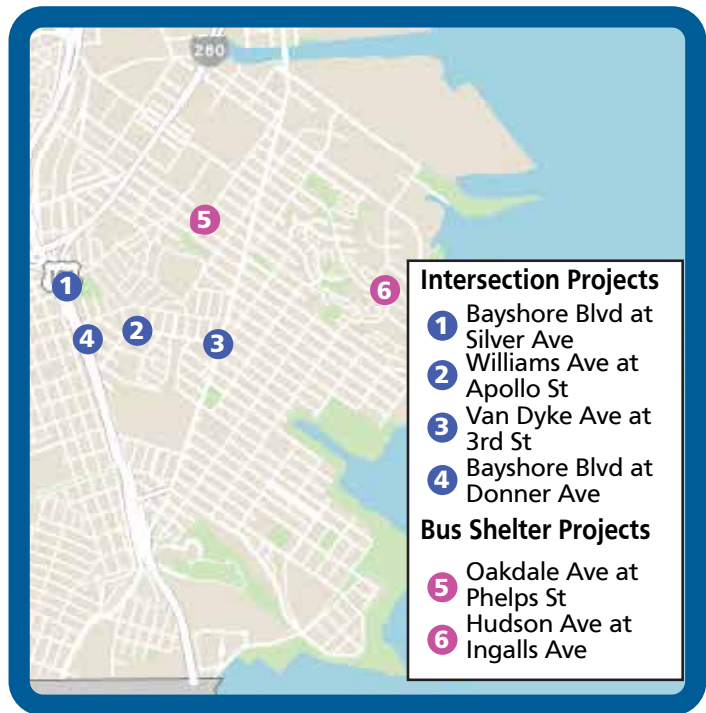 280
5
1
6
4
2
3
Intersection Projects
1 Bayshore Blvd at
Silver Ave
2 Williams Ave at
Apollo St
3 Van Dyke Ave at
3rd St
4 Bayshore Blvd at
Donner Ave
Bus Shelter Projects
5 Oakdale Ave at
Phelps St
6 Hudson Ave at
Ingalls Ave